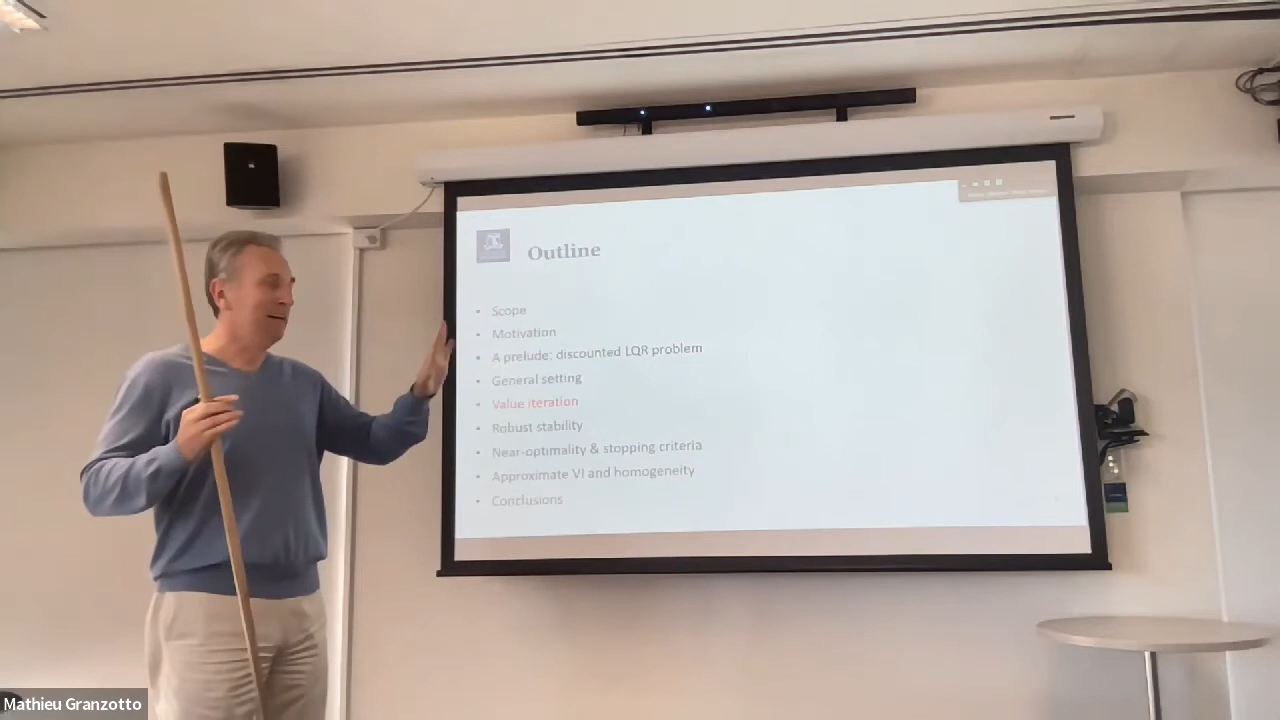 Outline
• Scope
• Motivation
• A prelude: discounted LQR problem
• General setting
• Value iteration
• Robust stability
• Near-optimality & stopping criteria
• Approximate VI and homogeneity
• Conclusions
Mathieu Granzotto